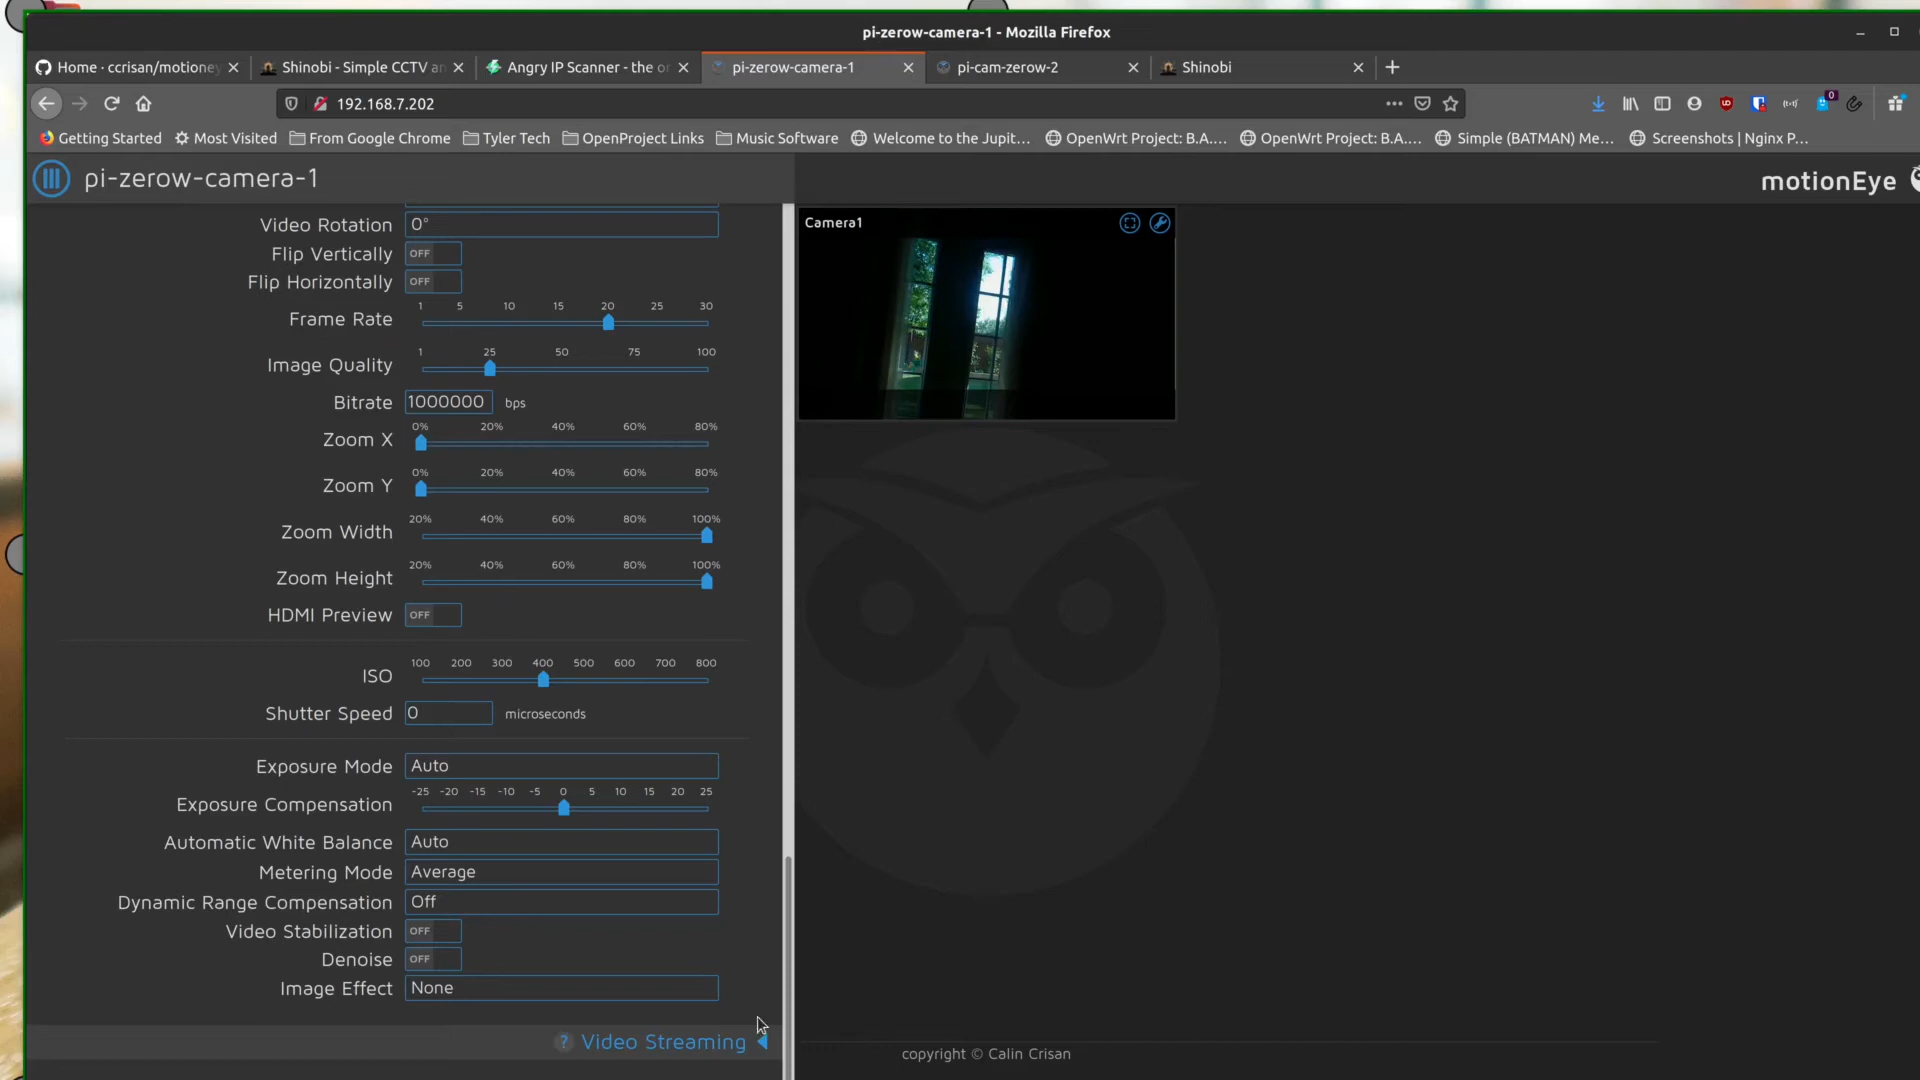 pi-zerow-camera-1 - Mozilla Firefox
Home · ccrisan/motioney
Shinobi - Simple CCTV an
Angry IP Scanner - the or
pi-zerow-camera-1
pi-cam-zerow-2
Shinobi
192.168.7.202
0
Getting Started
Most Visited
From Google Chrome
Tyler Tech
OpenProject Links
Music Software
Welcome to the Jupit...
OpenWrt Project: B.A....
OpenWrt Project: B.A....
Simple (BATMAN) Me...
Screenshots | Nginx P...
pi-zerow-camera-1
motionEye
Video Rotation 0°
Flip Vertically OFF
Flip Horizontally OFF
1 5 10 15 20 25 30
Frame Rate
1 25 50 75 100
Image Quality
Bitrate 1000000 bps
0% 20% 40% 60% 80%
Zoom X
0% 20% 40% 60% 80%
Zoom Y
20% 40% 60% 80% 100%
Zoom Width
20% 40% 60% 80% 100%
Zoom Height
HDMI Preview OFF
100 200 300 400 500 600 700 800
ISO
Shutter Speed 0 microseconds
Exposure Mode Auto
-25 -20 -15 -10 -5 0 5 10 15 20 25
Exposure Compensation
Automatic White Balance Auto
Metering Mode Average
Dynamic Range Compensation Off
Video Stabilization OFF
Denoise OFF
Image Effect None
? Video Streaming
Camera1
copyright © Calin Crisan